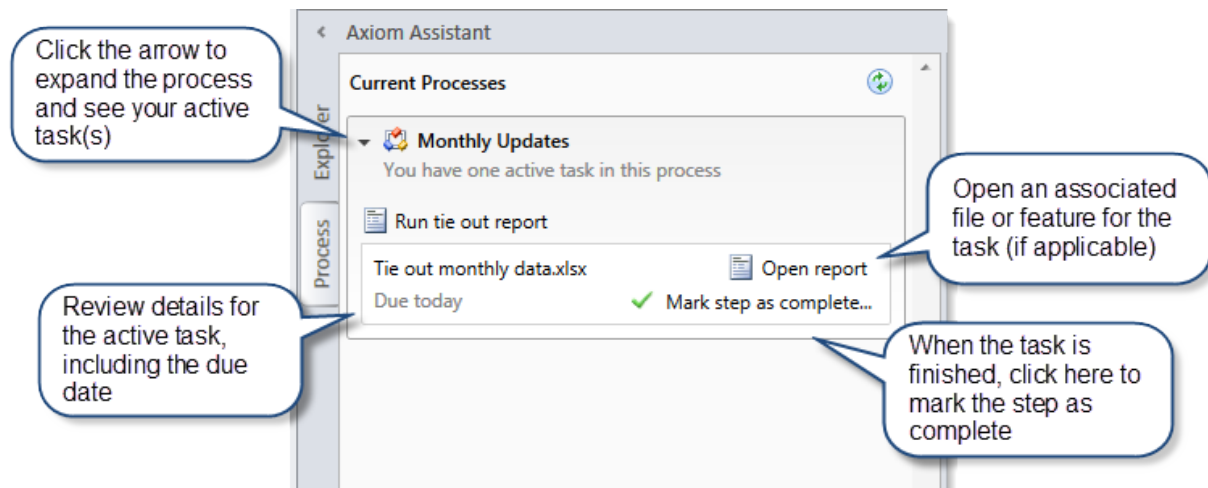 Click the arrow to
expand the process
and see your active
task(s)
Axiom Assistant
Current Processes
Explorer
Monthly Updates
You have one active task in this process
Run tie out report
Process
Tie out monthly data.xlsx
Open report
Due today
Mark step as complete...
Open an associated
file or feature for the
task (if applicable)
Review details for
the active task,
including the due
date
When the task is
finished, click here to
mark the step as
complete